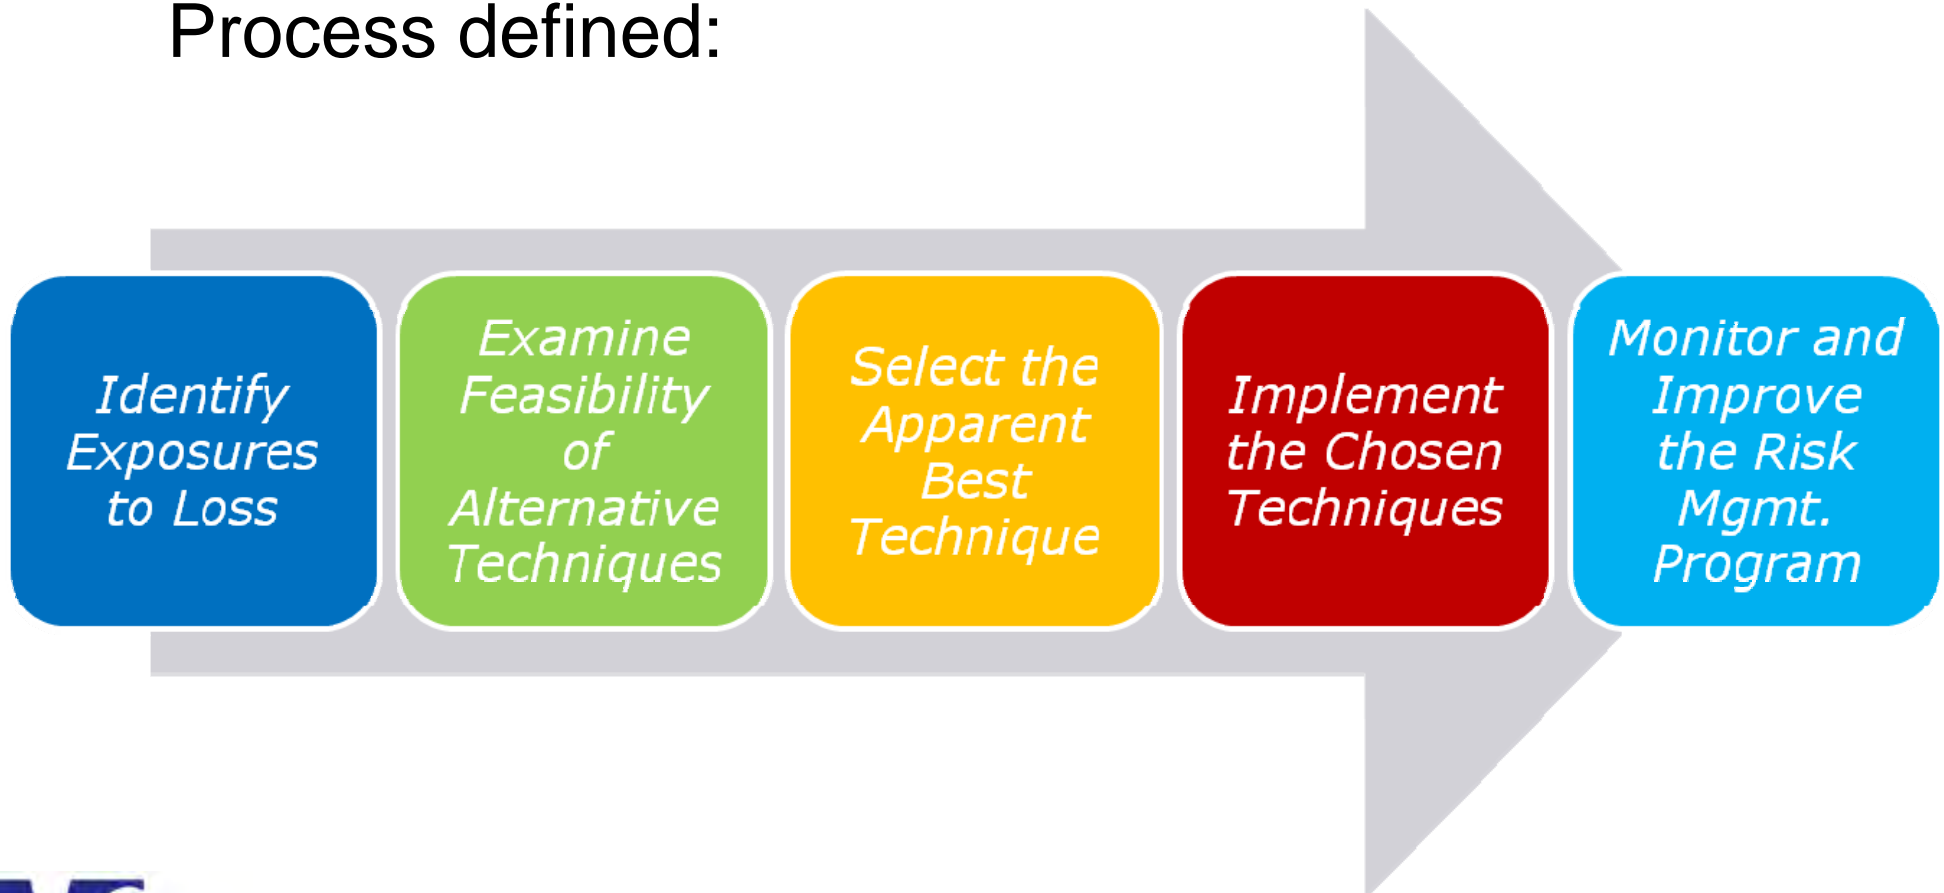 Process defined:
Identify
Exposures
to Loss
Examine
Feasibility
of
Alternative
Techniques
Select the
Apparent
Best
Technique
Implement
the Chosen
Techniques
Monitor and
Improve
the Risk
Mgmt.
Program